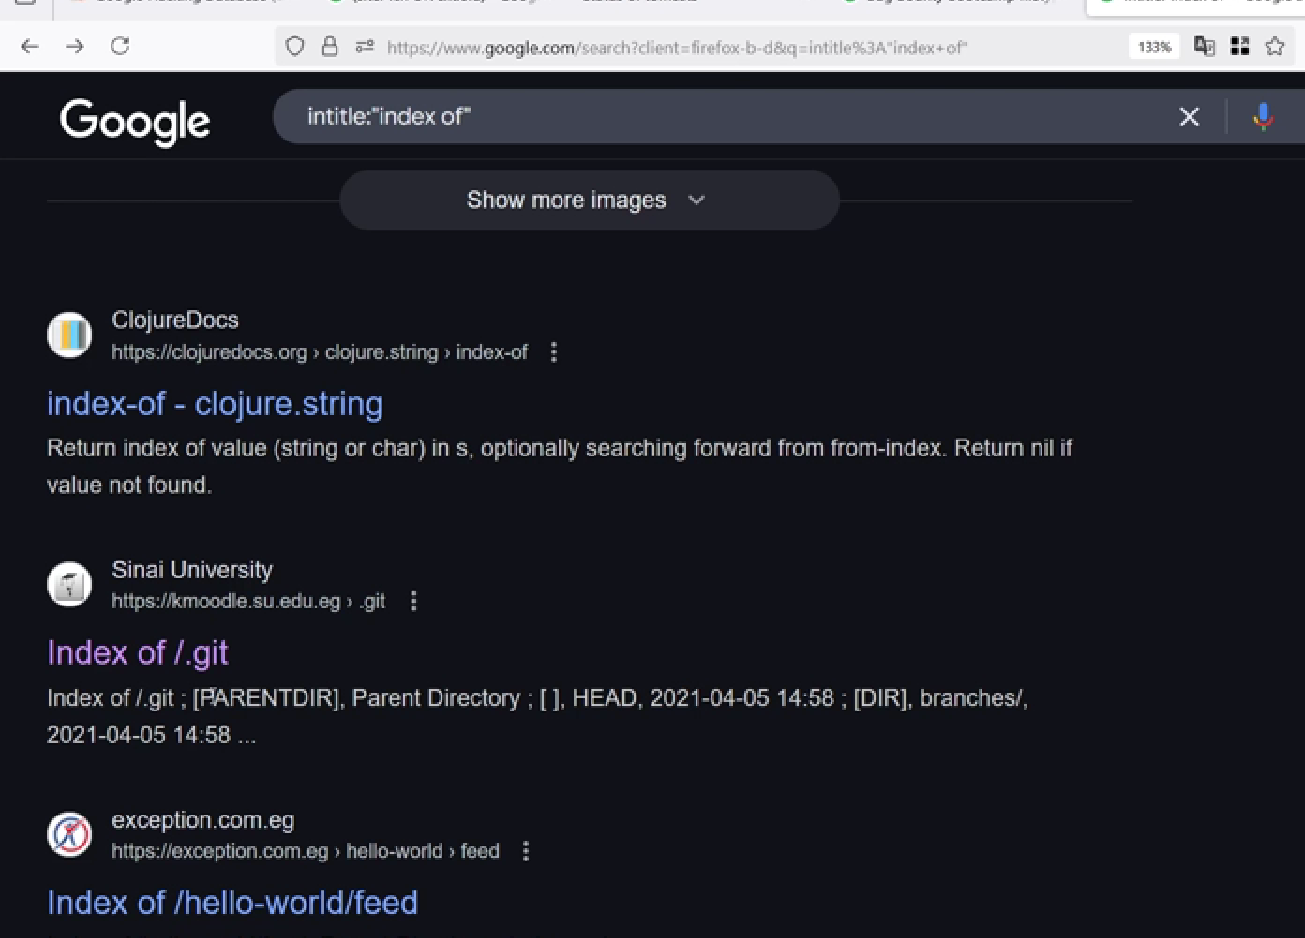 https://www.google.com/search?client=firefox-b-d&q=intitle%3A"index+of"
133%
Google
intitle:"index of"
Show more images
ClojureDocs
https://clojuredocs.org › clojure.string › index-of
index-of - clojure.string
Return index of value (string or char) in s, optionally searching forward from from-index. Return nil if
value not found.
Sinai University
https://kmoodle.su.edu.eg › .git
Index of /.git
Index of /.git ; [PARENTDIR], Parent Directory ; [ ], HEAD, 2021-04-05 14:58 ; [DIR], branches/,
2021-04-05 14:58 ...
exception.com.eg
https://exception.com.eg › hello-world › feed
Index of /hello-world/feed